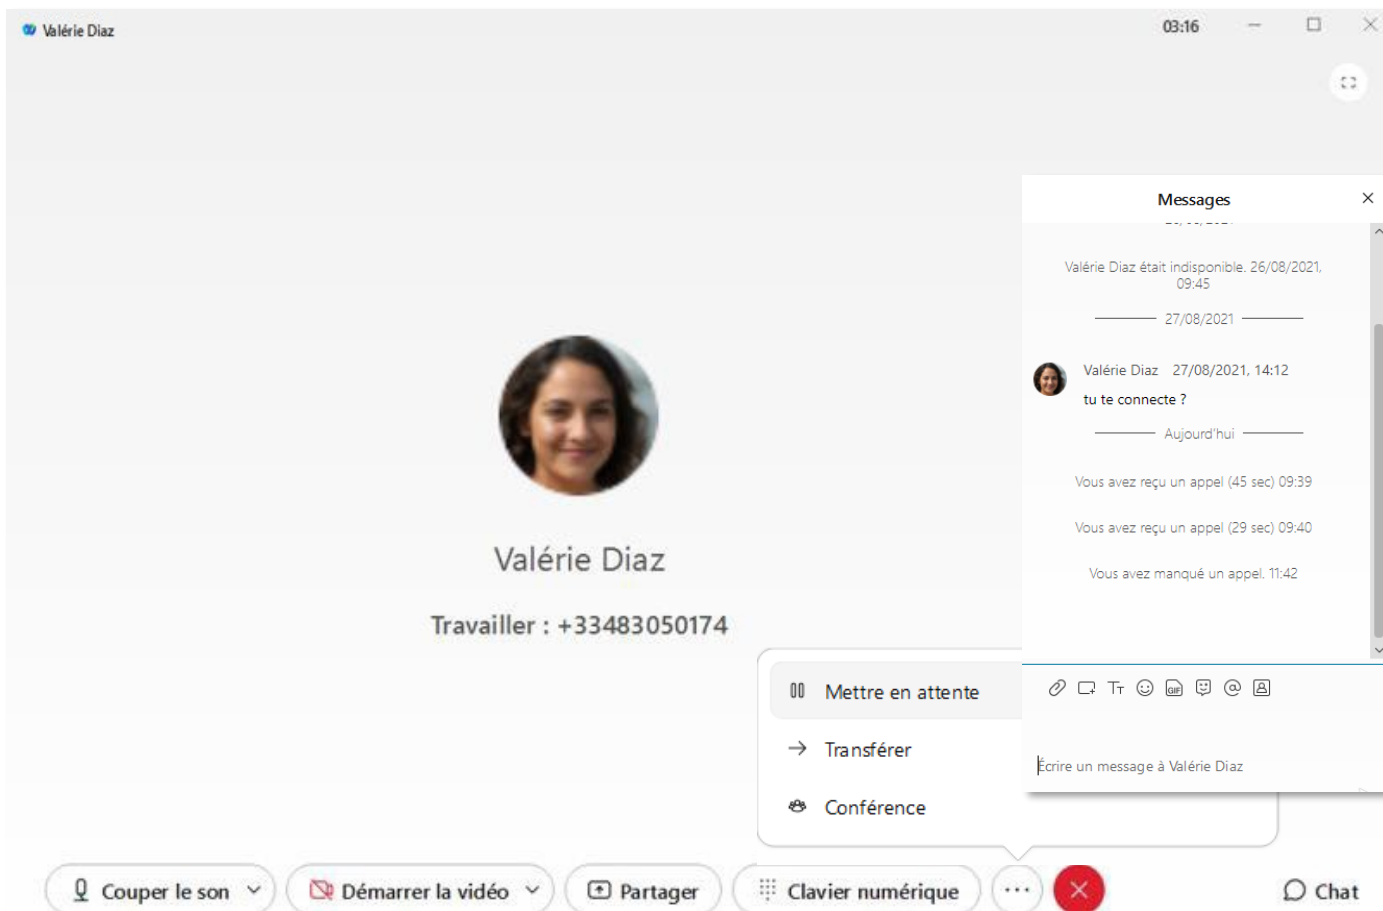 Valérie Diaz
03:16
Messages
Valérie Diaz était indisponible. 26/08/2021,
09:45
27/08/2021
Valérie Diaz 27/08/2021, 14:12
tu te connecte ?
Aujourd'hui
Vous avez reçu un appel (45 sec) 09:39
Vous avez reçu un appel (29 sec) 09:40
Vous avez manqué un appel. 11:42
Valérie Diaz
Travailler : +33483050174
Mettre en attente
Transférer
Conférence
GIF
Écrire un message à Valérie Diaz
Couper le son
Démarrer la vidéo
Partager
Clavier numérique
Chat